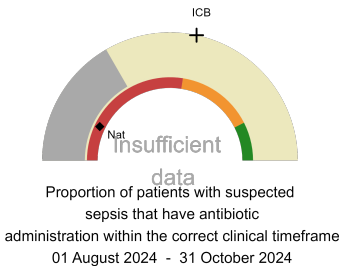 ICB
Nat
Insufficient
data
Proportion of patients with suspected
sepsis that have antibiotic
administration within the correct clinical timeframe
01 August 2024 - 31 October 2024